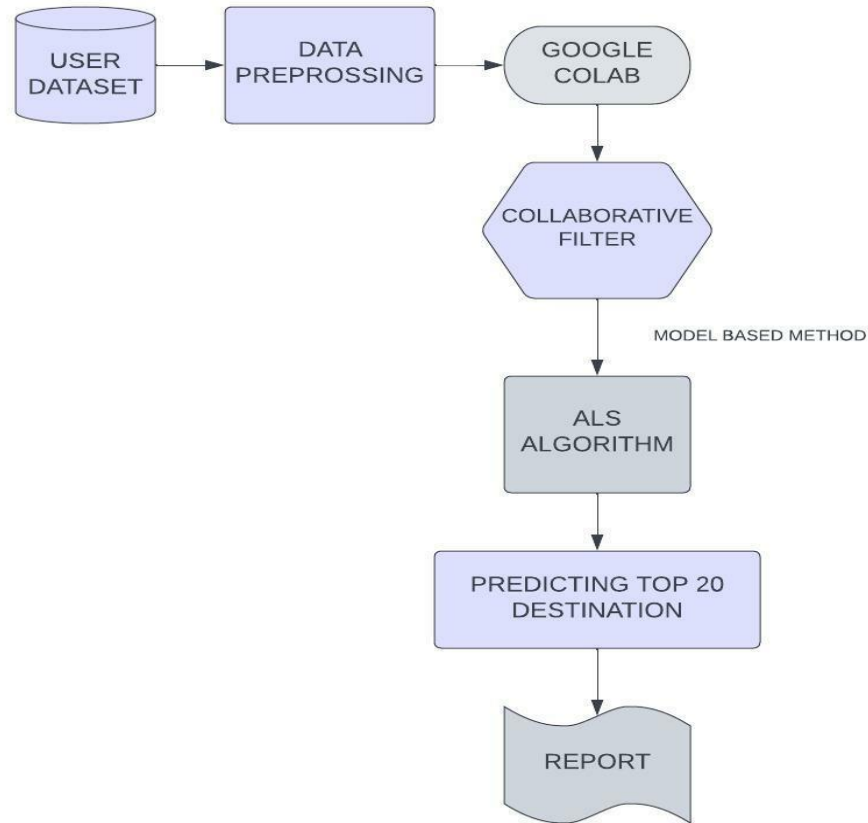 USER
DATASET
DATA
PREPROSSING
GOOGLE
COLAB
COLLABORATIVE
FILTER
MODEL BASED METHOD
ALS
ALGORITHM
PREDICTING TOP 20
DESTINATION
REPORT